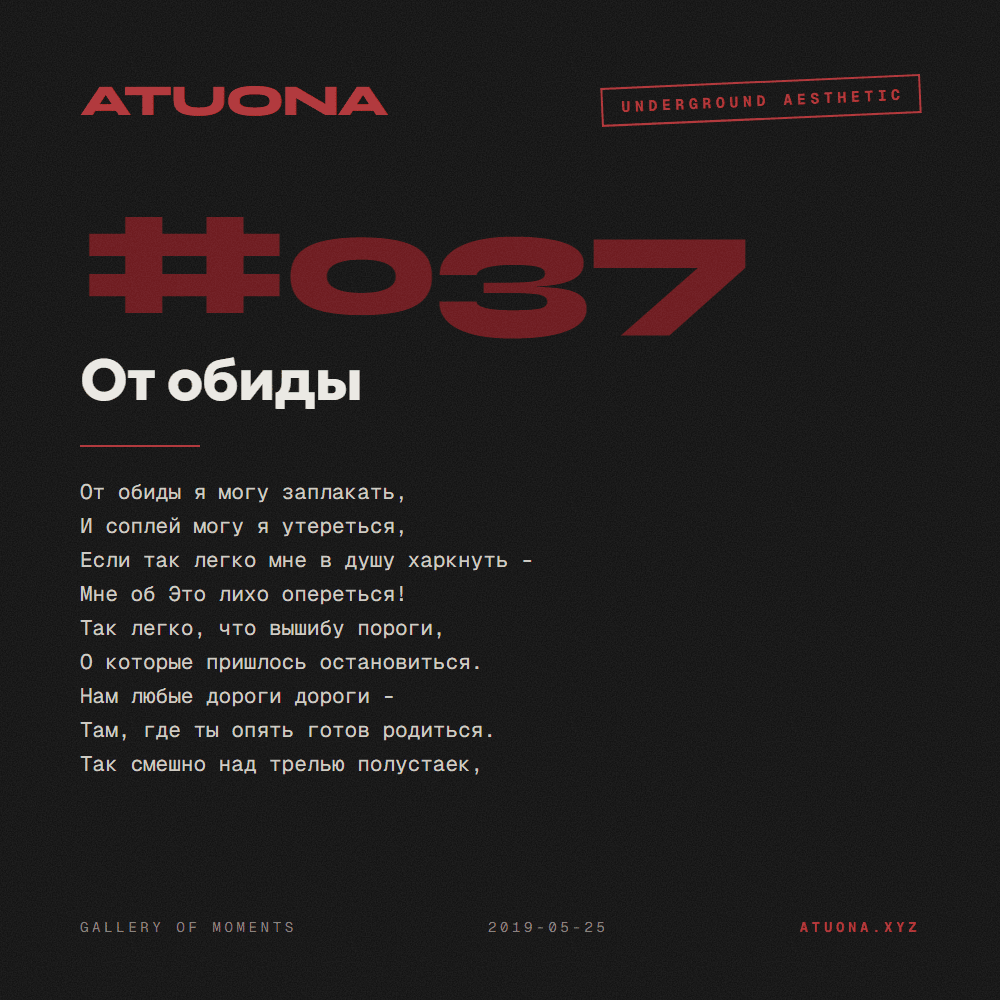 ATUONA
UNDERGROUND AESTHETIC
#037
От обиды
От обиды я могу заплакать,
И соплей могу я утереться,
Если так легко мне в душу харкнуть -
Мне об Это лихо опереться!
Так легко, что вышибу пороги,
О которые пришлось остановиться.
Нам любые дороги дороги -
Там, где ты опять готов родиться.
Так смешно над трелью полустаек,
GALLERY OF MOMENTS
2019-05-25
ATUONA.XYZ